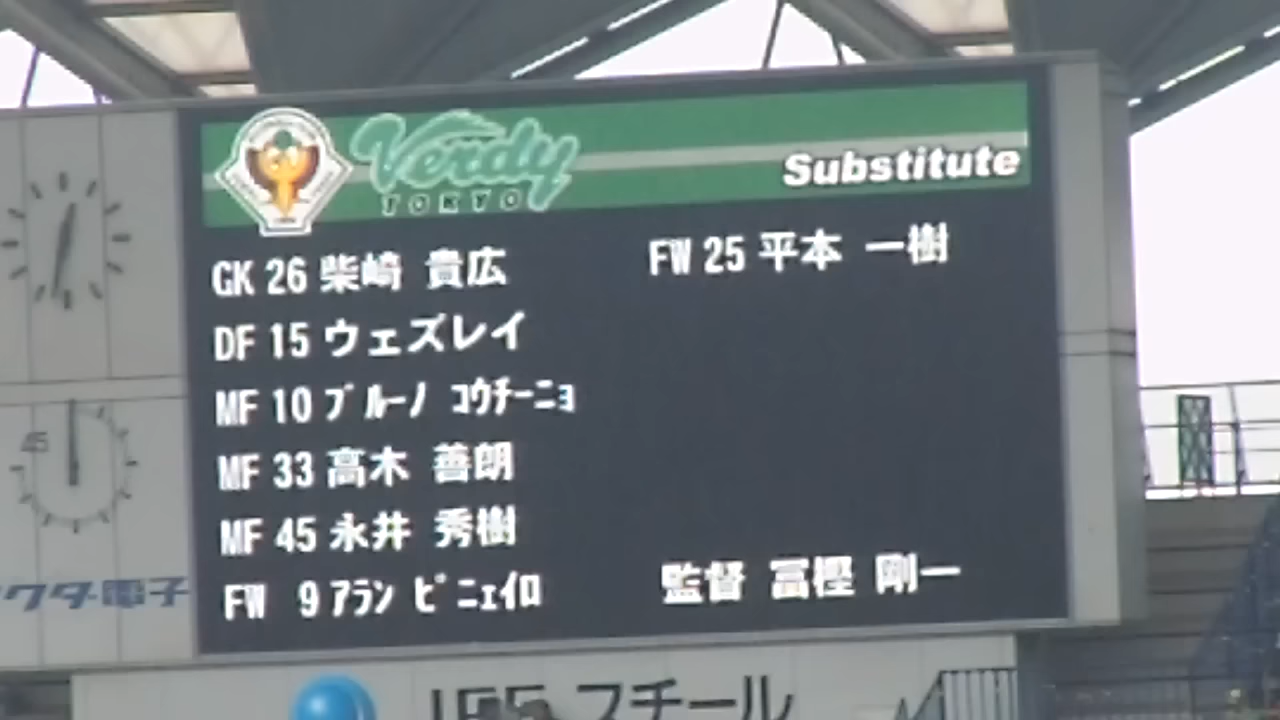 Verdy
TOKYO
Substitute
GK 26 柴崎 貴広
DF 15 ウェズレイ
MF 10 ブルーノ コウチーニョ
MF 33 高木 善朗
MF 45 永井 秀樹
FW 9 アラン ピニェイロ
FW 25 平本 一樹
監督 冨樫 剛一
45
クタ電子
スチール